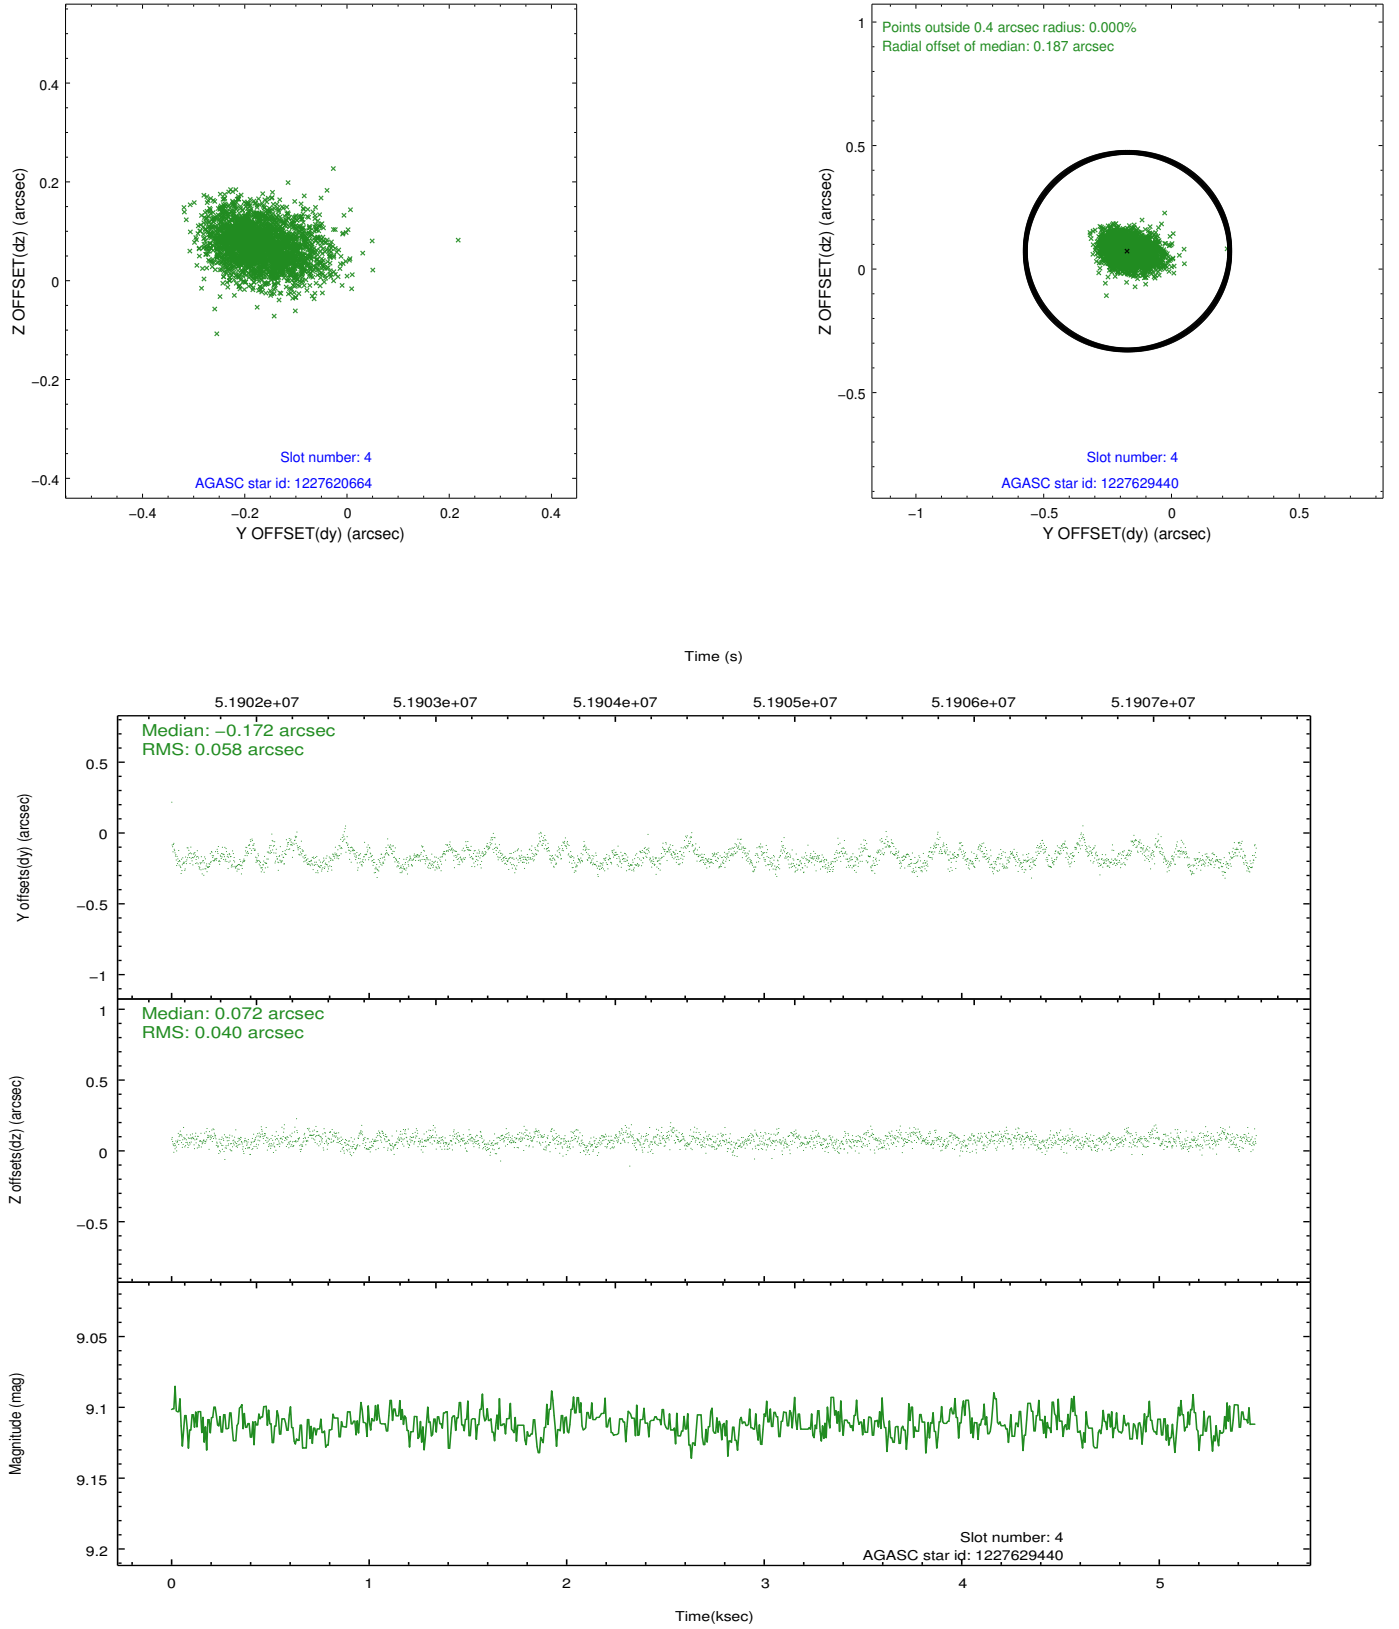 0.4
0.2
0
−0.2
−0.4
Z OFFSET(dz) (arcsec)
Slot number: 4
AGASC star id: 1227620664
−0.4
−0.2
0
0.2
0.4
Y OFFSET(dy) (arcsec)
Points outside 0.4 arcsec radius: 0.000%
Radial offset of median: 0.187 arcsec
1
0.5
0
−0.5
Z OFFSET(dz) (arcsec)
Slot number: 4
AGASC star id: 1227629440
−1
−0.5
0
0.5
Y OFFSET(dy) (arcsec)
Time (s)
5.1902e+07
5.1903e+07
5.1904e+07
5.1905e+07
5.1906e+07
5.1907e+07
Median: −0.172 arcsec
RMS: 0.058 arcsec
0.5
0
−0.5
−1
Y offsets(dy) (arcsec)
Median: 0.072 arcsec
RMS: 0.040 arcsec
1
0.5
0
−0.5
Z offsets(dz) (arcsec)
9.05
9.1
9.15
9.2
Magnitude (mag)
Slot number: 4
AGASC star id: 1227629440
0
1
2
3
4
5
Time(ksec)